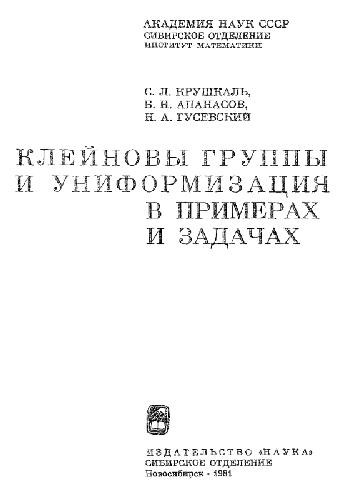 АКАДЕМИЯ НАУК СССР
СИБИРСКОЕ ОТДЕЛЕНИЕ
ИНСТИТУТ МАТЕМАТИКИ
С. Л. КРУШКАЛЬ,
Б. Н. АПАНАСОВ,
Н. А. ГУСЕВСКИЙ
КЛЕЙНОВЫ ГРУППЫ
И УНИФОРМИЗАЦИЯ
В ПРИМЕРАХ
И ЗАДАЧАХ
ИЗДАТЕЛЬСТВО «НАУКА»
СИБИРСКОЕ ОТДЕЛЕНИЕ
Новосибирск · 1981